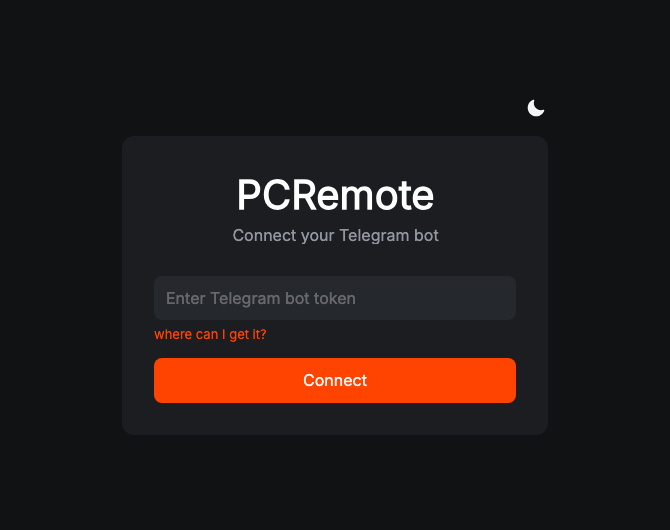 PCRemote
Connect your Telegram bot
Enter Telegram bot token
where can I get it?
Connect